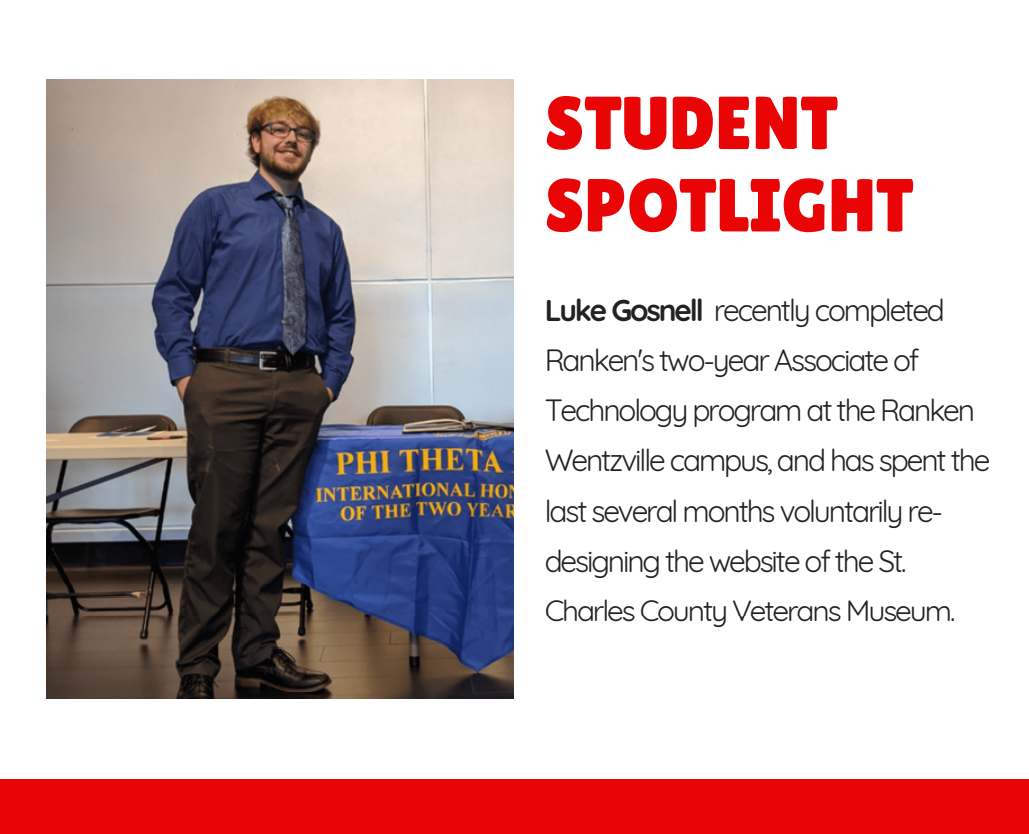 STUDENT
SPOTLIGHT
Luke Gosnell recently completed
Ranken's two-year Associate of
Technology program at the Ranken
Wentzville campus, and has spent the
last several months voluntarily re-
designing the website of the St.
Charles County Veterans Museum.
PHI THETA
INTERNATIONAL HON
OF THE TWO YEAR